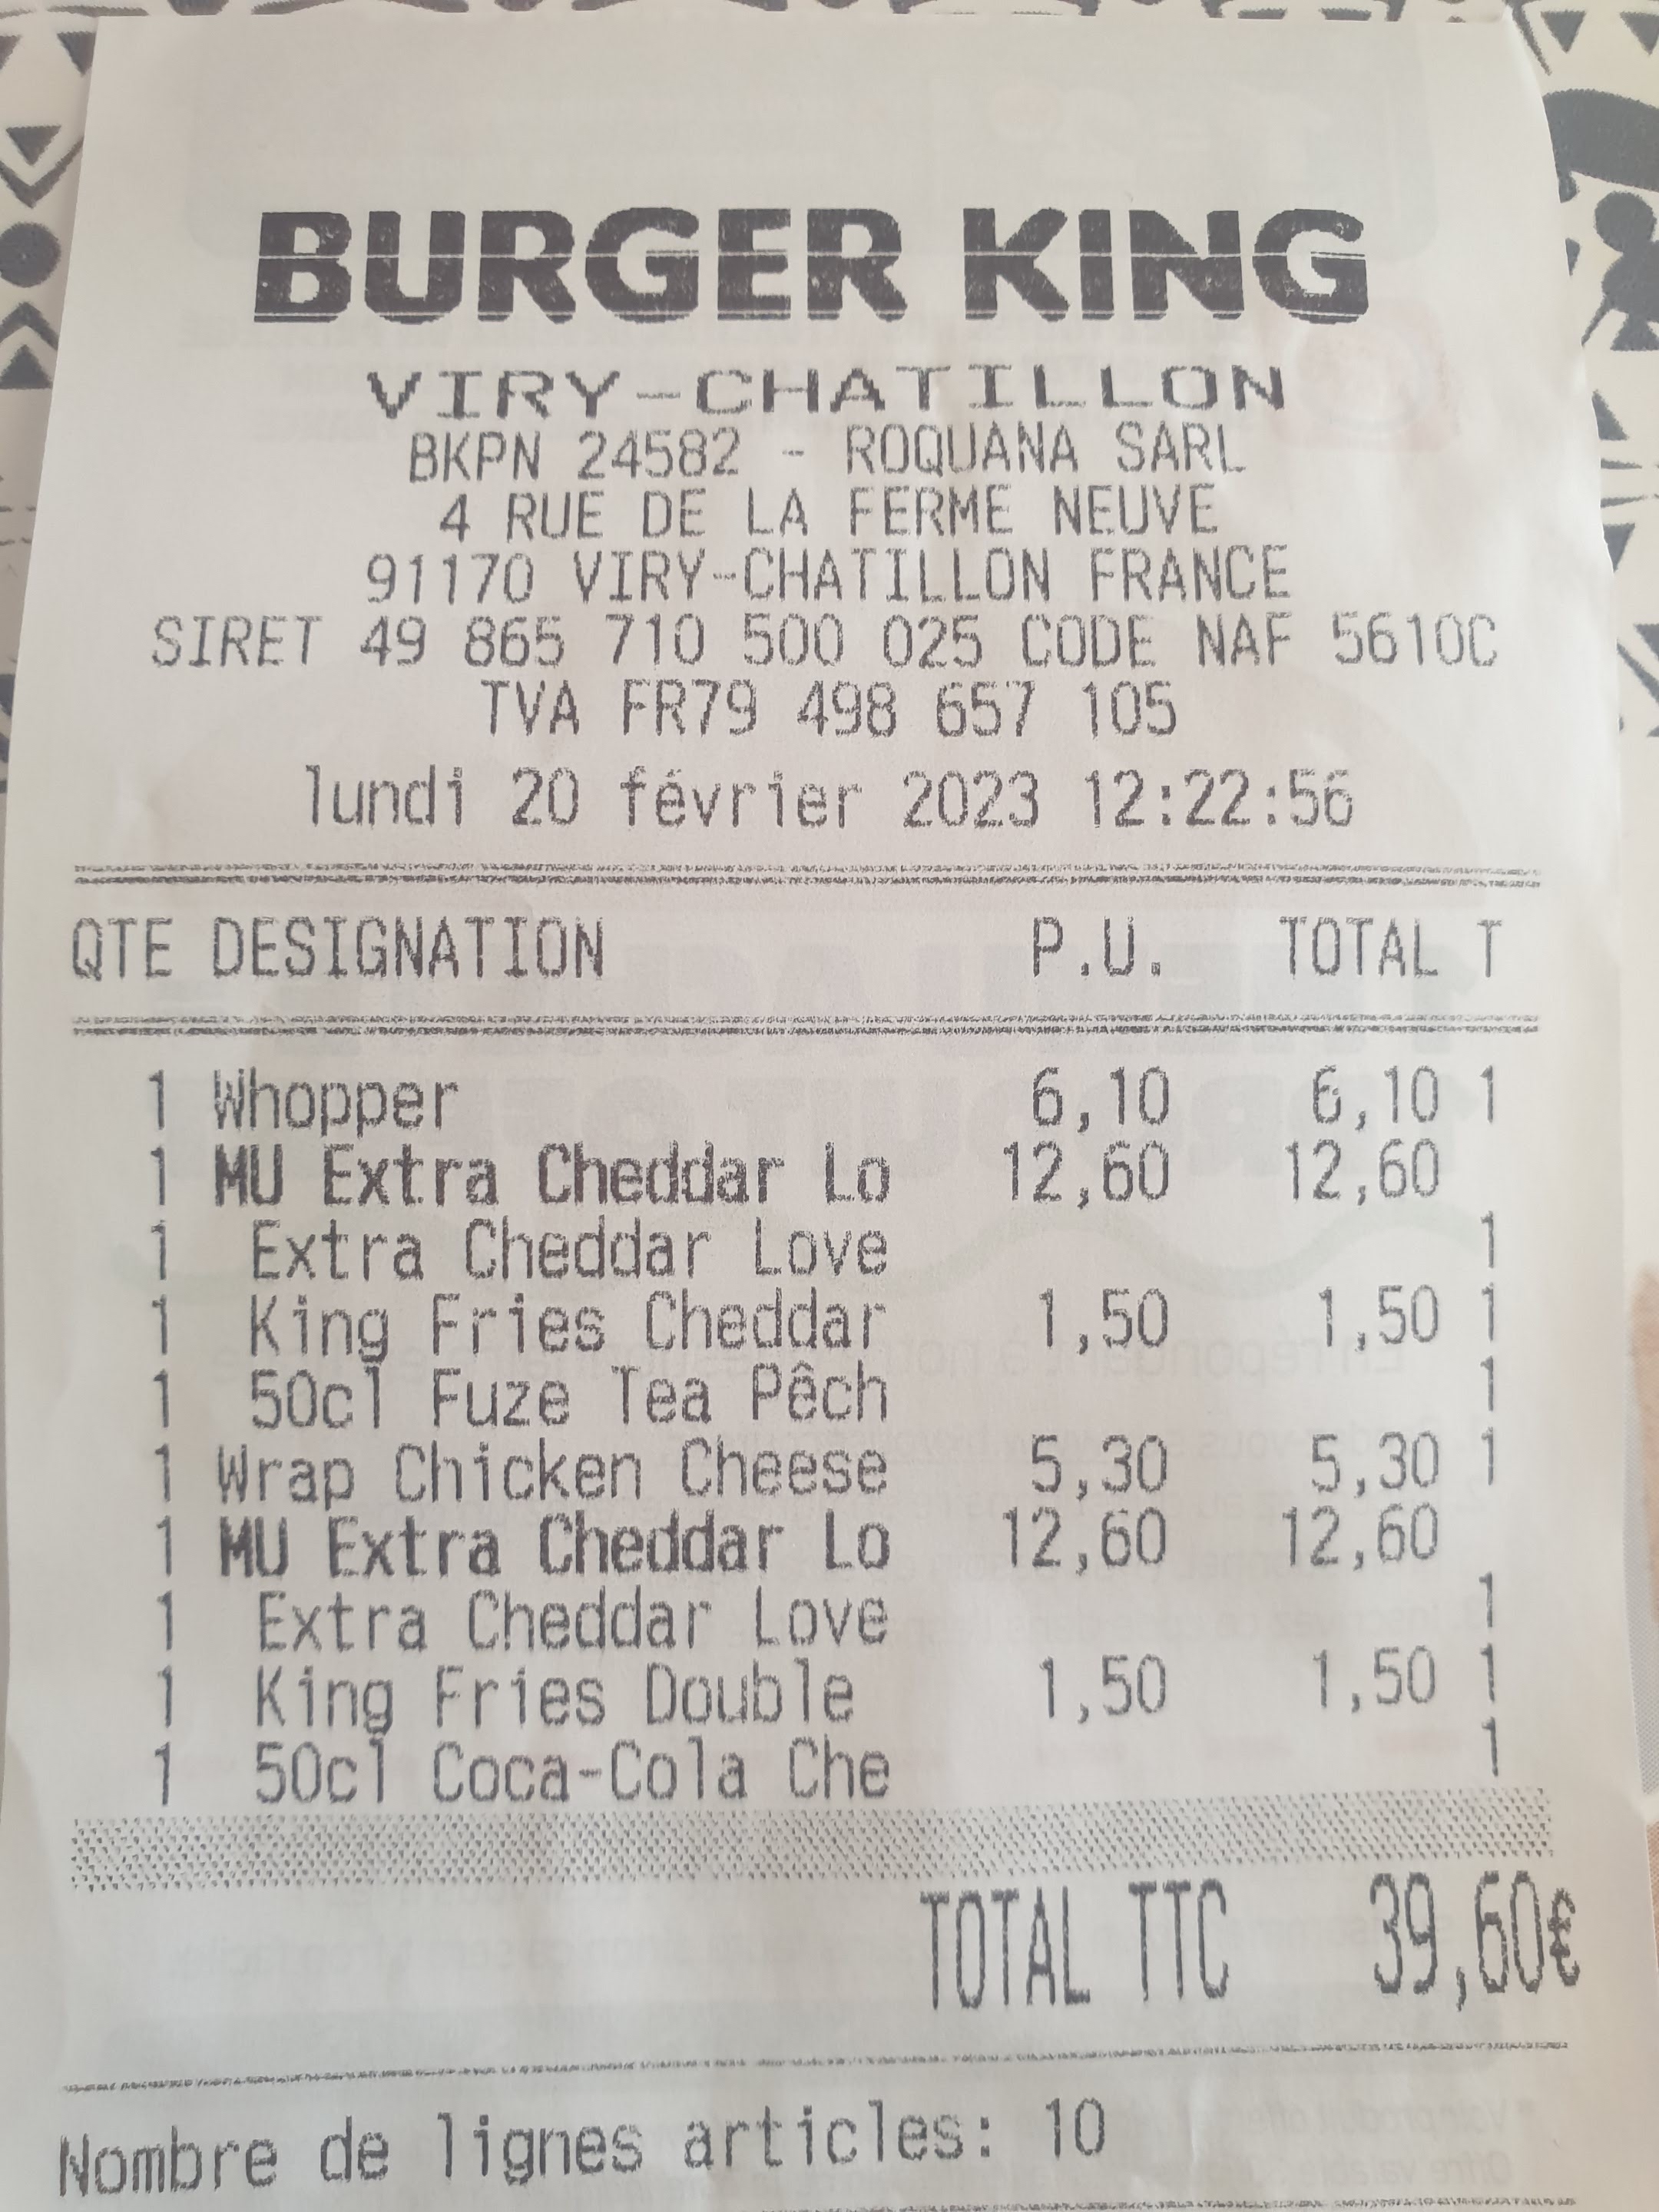 BURGER KING
VIRY-CHATILLON
BKPN 24582 - ROQUANA SARL
4 RUE DE LA FERME NEUVE
91170 VIRY-CHATILLON FRANCE
SIRET 49 865 710 500 025 CODE NAF 5610C
TVA FR79 498 657 105
lundi 20 février 2023 12:22:56
QTE DESIGNATION P.U. TOTAL T
1 Whopper 6,10 6,10 1
1 MU Extra Cheddar Lo 12,60 12,60
1 Extra Cheddar Love 1
1 King Fries Cheddar 1,50 1,50 1
1 50cl Fuze Tea Pêch 1
1 Wrap Chicken Cheese 5,30 5,30 1
1 MU Extra Cheddar Lo 12,60 12,60
1 Extra Cheddar Love 1
1 King Fries Double 1,50 1,50 1
1 50cl Coca-Cola Che 1
TOTAL TTC 39,60€
Nombre de lignes articles: 10